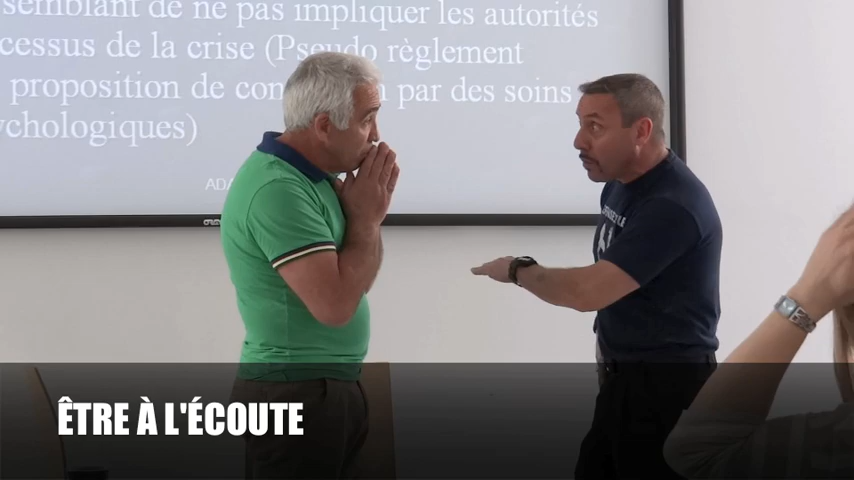 semblant de ne pas impliquer les autorités
cessus de la crise (Pseudo règlement
proposition de con par des soins
ychologiques)
ADA
ÊTRE À L'ÉCOUTE